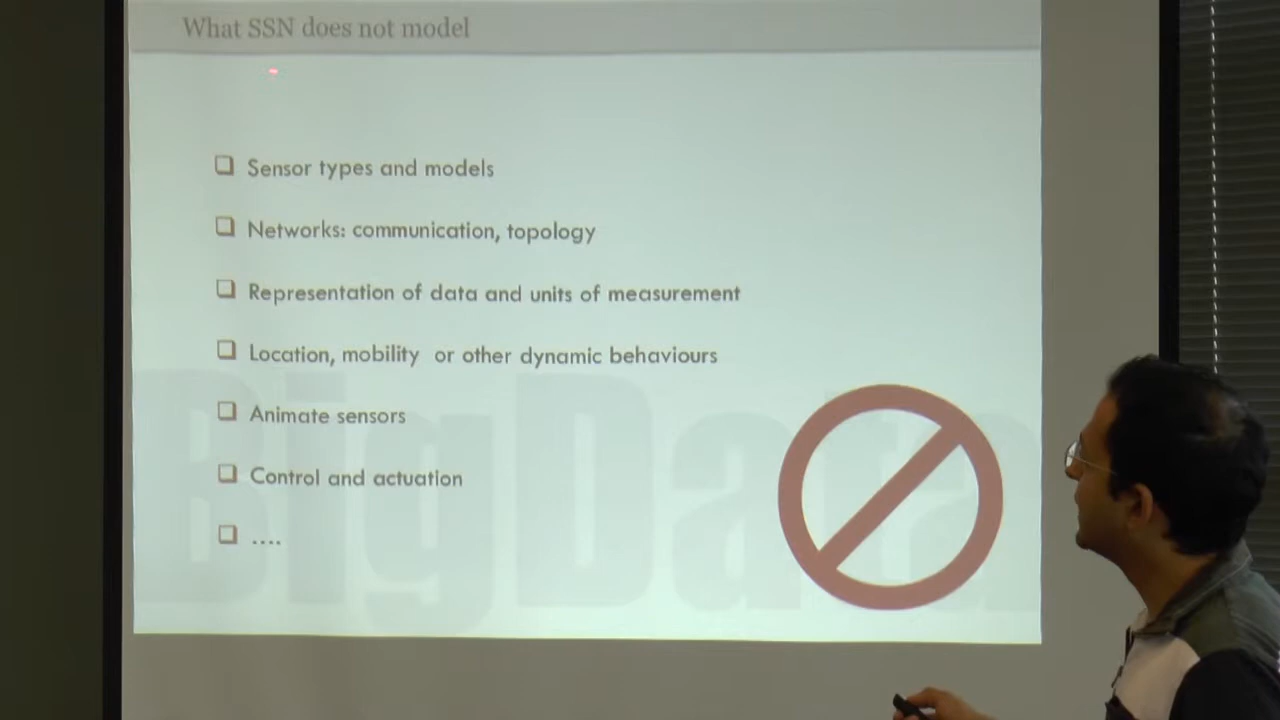 What SSN does not model
Sensor types and models
Networks: communication, topology
Representation of data and units of measurement
Location, mobility or other dynamic behaviours
Animate sensors
Control and actuation
....
BigData